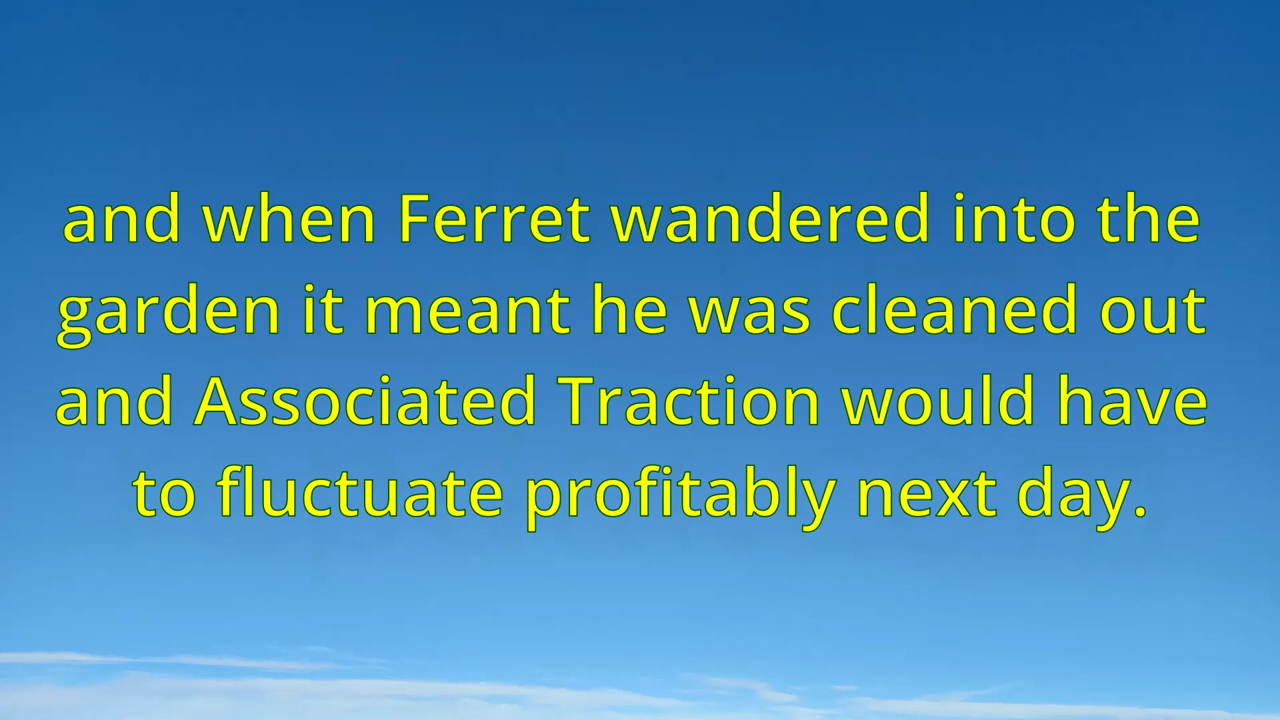 and when Ferret wandered into the
garden it meant he was cleaned out
and Associated Traction would have
to fluctuate profitably next day.